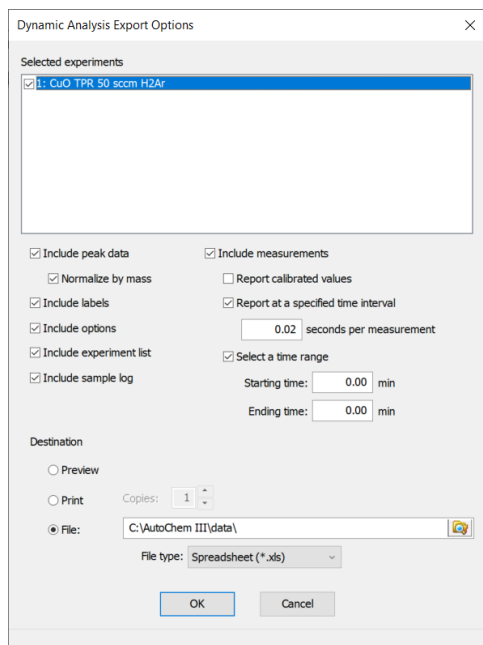 Dynamic Analysis Export Options
Selected experiments
1: CuO TPR 50 sccm H2Ar
Include peak data
Include measurements
Normalize by mass
Report calibrated values
Include labels
Report at a specified time interval
Include options
0.02 seconds per measurement
Include experiment list
Select a time range
Include sample log
Starting time: 0.00 min
Ending time: 0.00 min
Destination
Preview
Print Copies: 1
File: C:\AutoChem III\data\
File type: Spreadsheet (*.xls)
OK Cancel